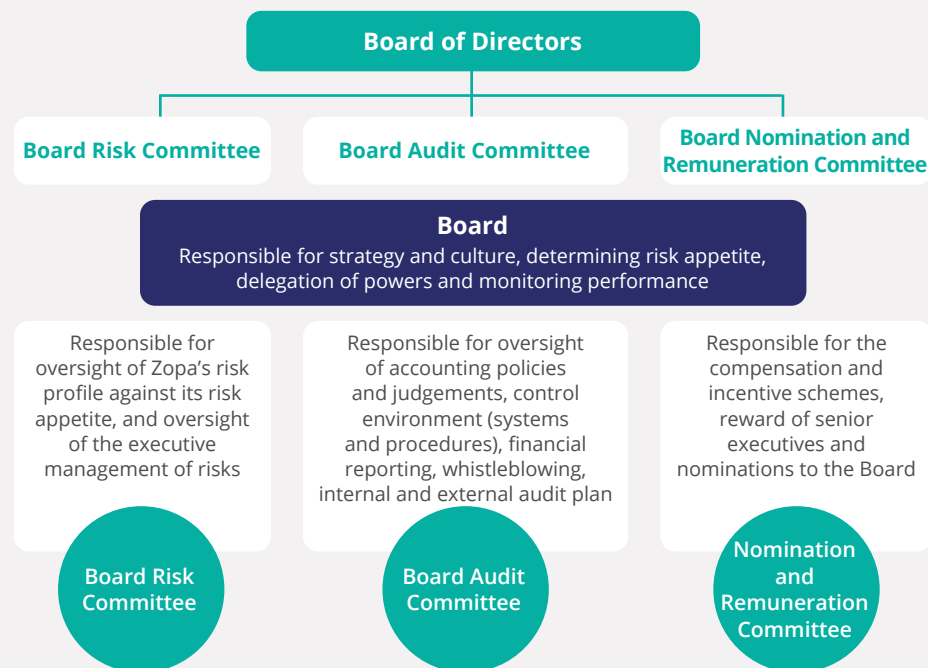 Board of Directors
Board Risk Committee
Board Audit Committee
Board Nomination and
Remuneration Committee
Board
Responsible for strategy and culture, determining risk appetite,
delegation of powers and monitoring performance
Responsible for
oversight of Zopa’s risk
profile against its risk
appetite, and oversight
of the executive
management of risks
Responsible for oversight
of accounting policies
and judgements, control
environment (systems
and procedures), financial
reporting, whistleblowing,
internal and external audit plan
Responsible for the
compensation and
incentive schemes,
reward of senior
executives and
nominations to the Board
Board Risk
Committee
Board Audit
Committee
Nomination
and
Remuneration
Committee